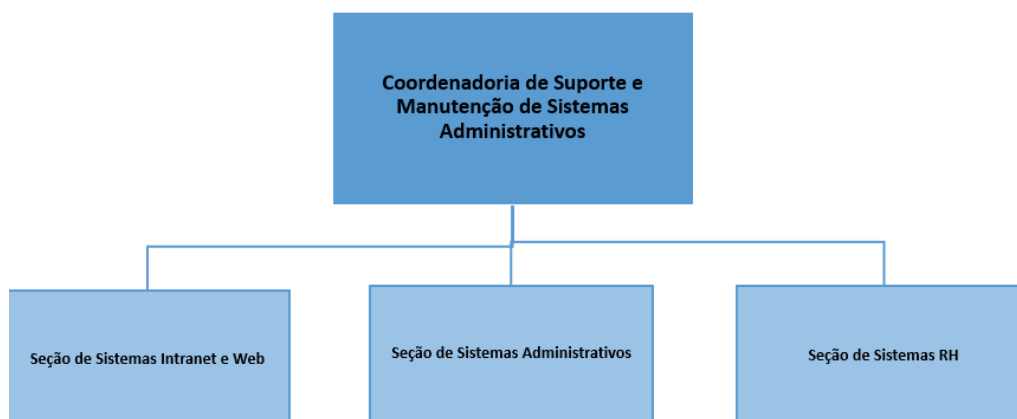 Coordenadoria de Suporte e
Manutenção de Sistemas
Administrativos
Seção de Sistemas Intranet e Web
Seção de Sistemas Administrativos
Seção de Sistemas RH